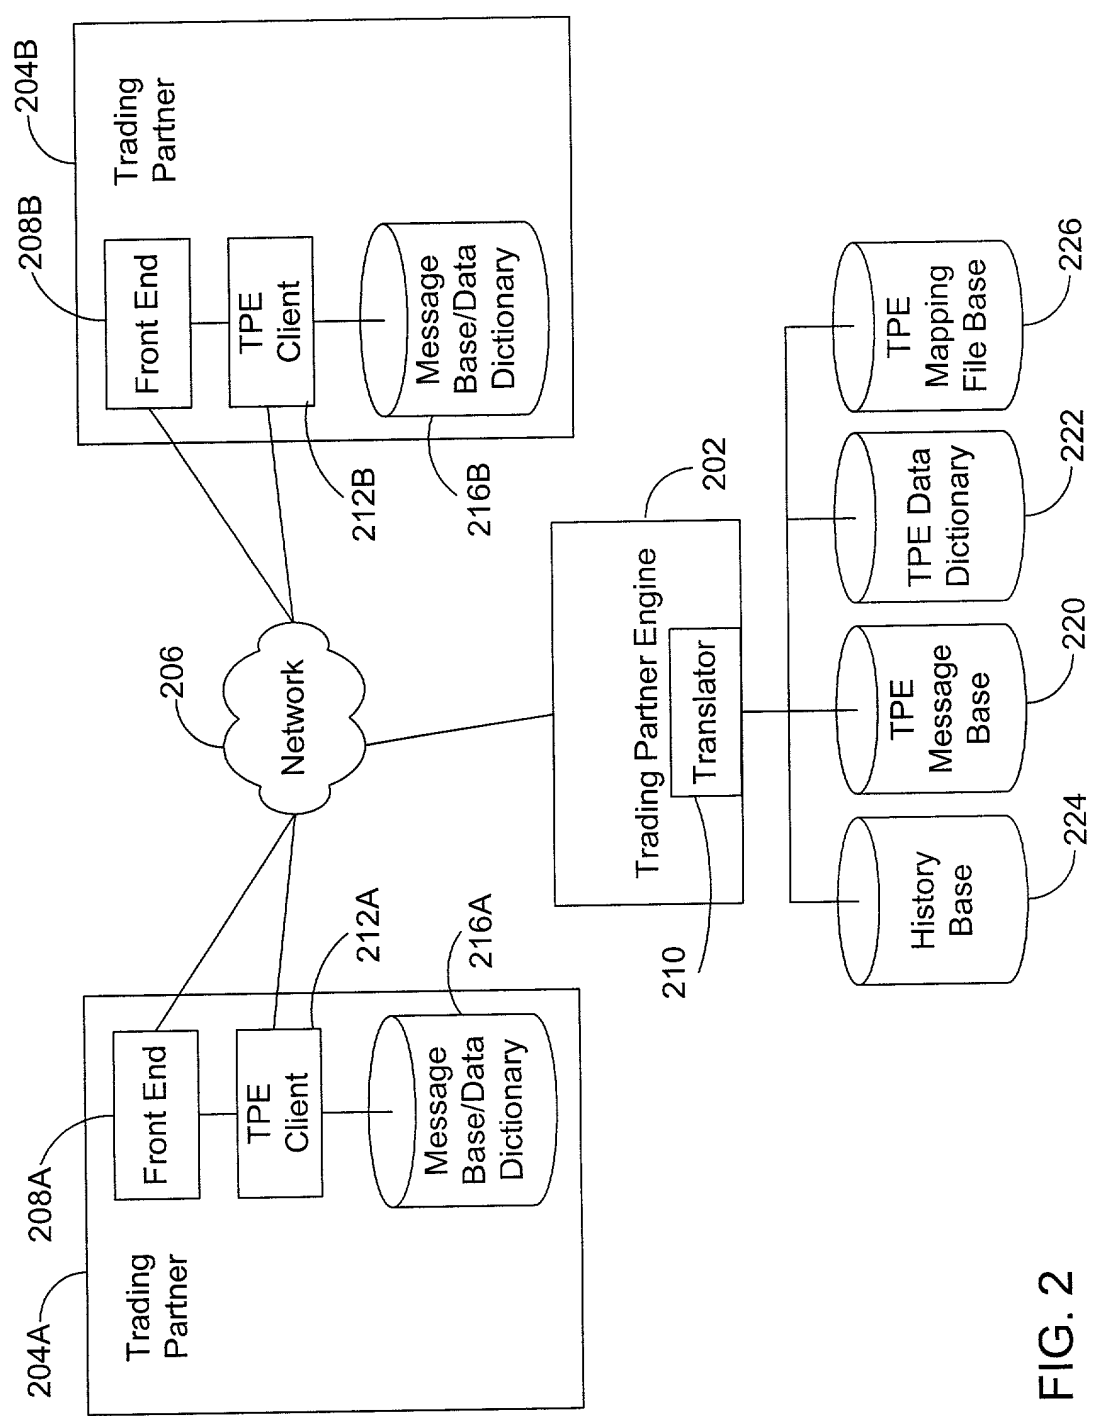 204A
Trading
Partner
208A
Front End
TPE
Client
212A
Message
Base/Data
Dictionary
216A
206
Network
204B
Trading
Partner
208B
Front End
TPE
Client
212B
Message
Base/Data
Dictionary
216B
202
Trading Partner Engine
Translator
210
History
Base
224
TPE
Message
Base
220
TPE Data
Dictionary
222
TPE
Mapping
File Base
226
FIG. 2